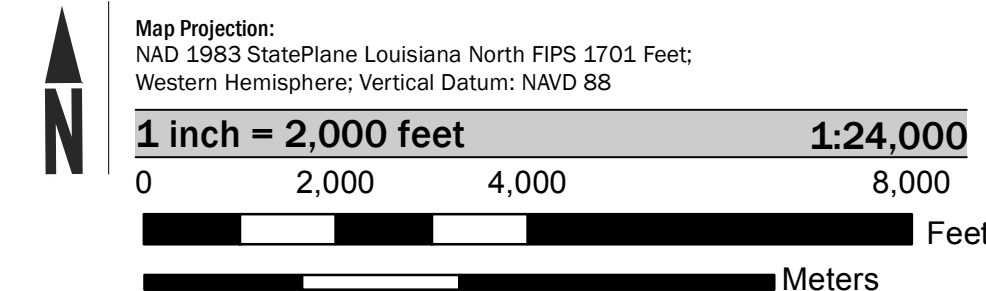 N
Map Projection:
NAD 1983 StatePlane Louisiana North FIPS 1701 Feet;
Western Hemisphere; Vertical Datum: NAVD 88
1 inch = 2,000 feet 1:24,000
0 2,000 4,000 8,000
Feet
Meters